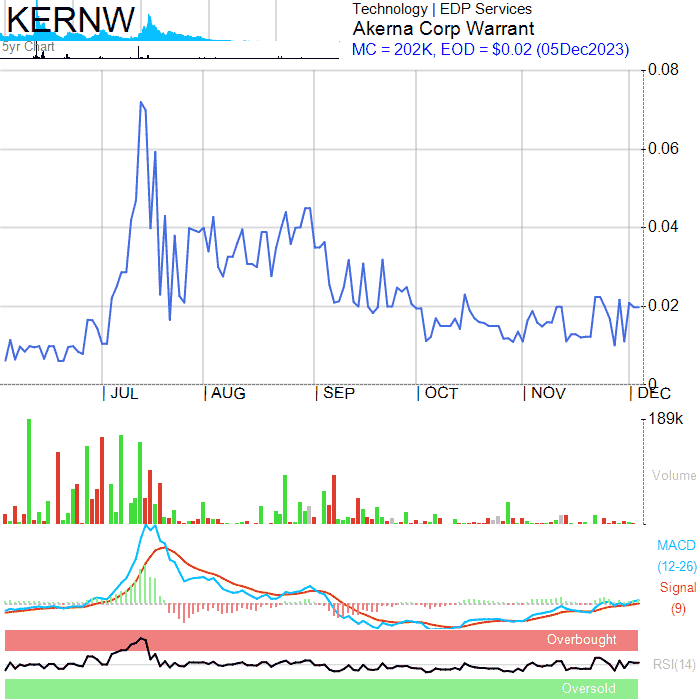 KERNW
5yr Chart
Technology | EDP Services
Akerna Corp Warrant
MC = 202K, EOD = $0.02 (05Dec2023)
0.08
0.06
0.04
0.02
0
| JUL | AUG | SEP | OCT | NOV | DEC
189k
Volume
MACD
(12-26)
Signal
(9)
Overbought
RSI(14)
Oversold